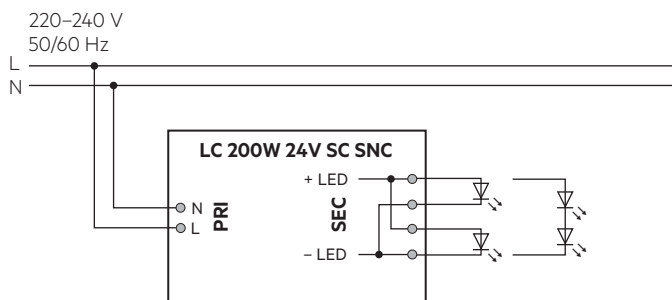 220–240 V
50/60 Hz
L
N
LC 200W 24V SC SNC
+ LED
N
L
PRI
SEC
– LED